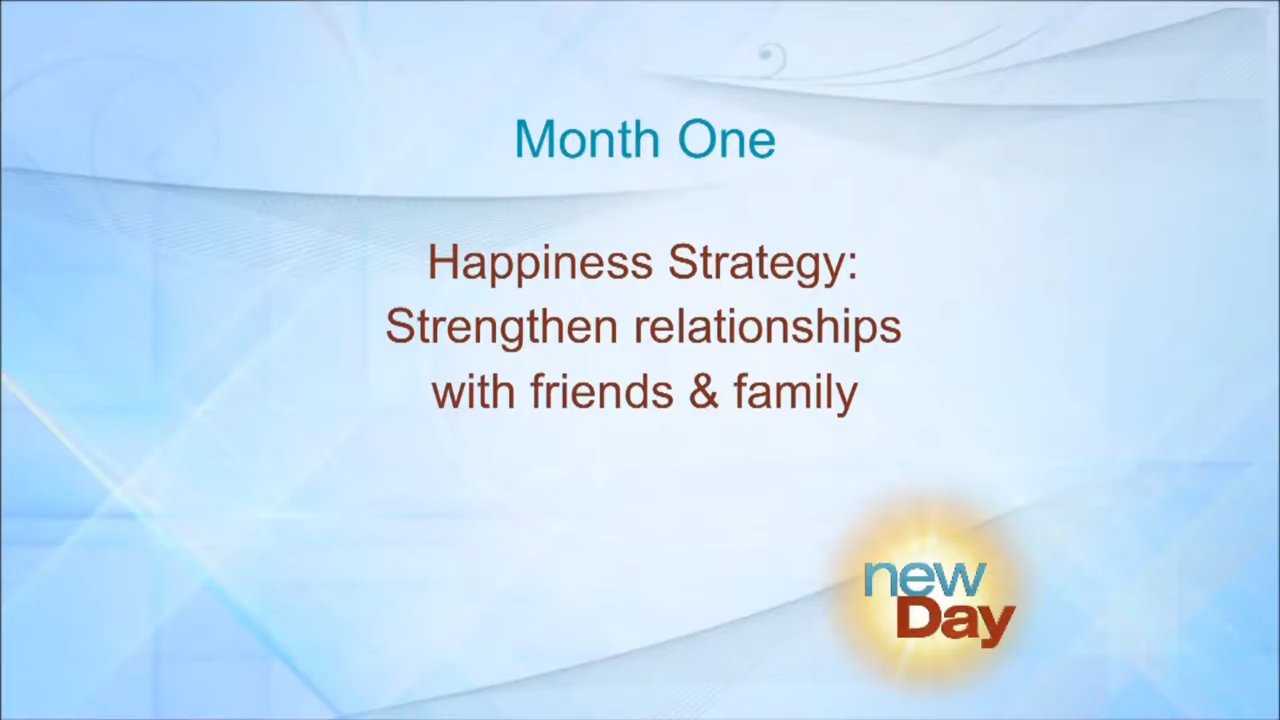 Month One
Happiness Strategy:
Strengthen relationships
with friends & family
new
Day